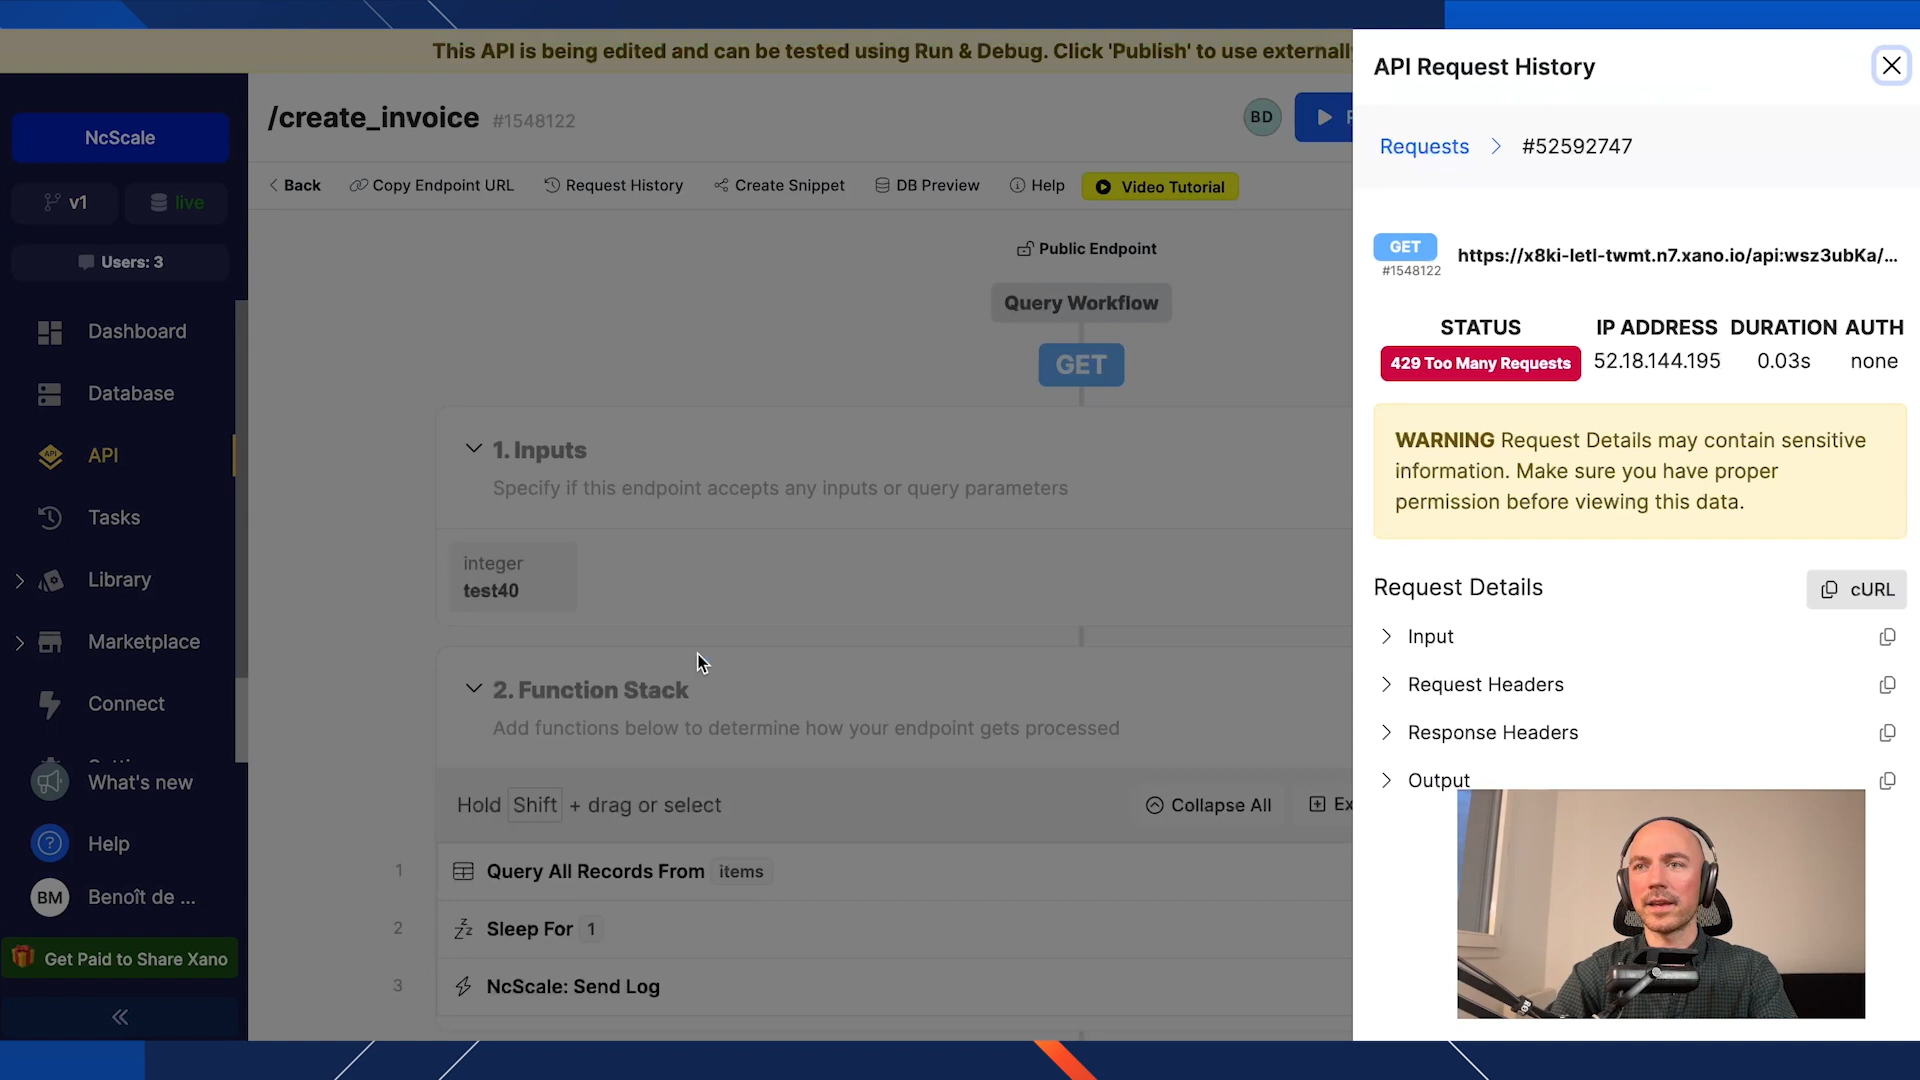 This API is being edited and can be tested using Run & Debug. Click 'Publish' to use externally
NcScale
v1
live
Users: 3
Dashboard
Database
API
Tasks
Library
Marketplace
Connect
What's new
Help
BM
Benoît de ...
Get Paid to Share Xano
/create_invoice #1548122
BD
Back
Copy Endpoint URL
Request History
Create Snippet
DB Preview
Help
Video Tutorial
Public Endpoint
Query Workflow
GET
1. Inputs
Specify if this endpoint accepts any inputs or query parameters
integer
test40
2. Function Stack
Add functions below to determine how your endpoint gets processed
Hold Shift + drag or select
Collapse All
Ex
1 Query All Records From items
2 Sleep For 1
3 NcScale: Send Log
API Request History
Requests > #52592747
GET
#1548122
https://x8ki-letl-twmt.n7.xano.io/api:wsz3ubKa/...
STATUS IP ADDRESS DURATION AUTH
429 Too Many Requests 52.18.144.195 0.03s none
WARNING Request Details may contain sensitive
information. Make sure you have proper
permission before viewing this data.
Request Details
cURL
Input
Request Headers
Response Headers
Output